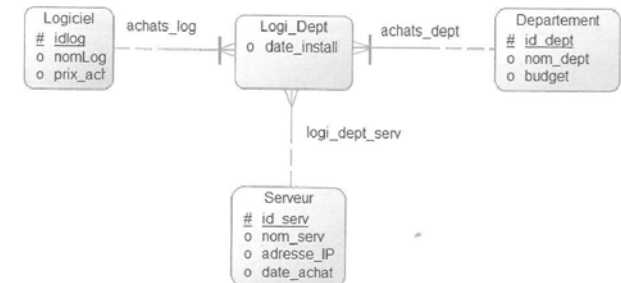 Logiciel
# idlog
o nomLog
o prix_ach
achats_log
Logi_Dept
o date_install
achats_dept
Departement
# id_dept
o nom_dept
o budget
logi_dept_serv
Serveur
# id_serv
o nom_serv
o adresse_IP
o date_achat